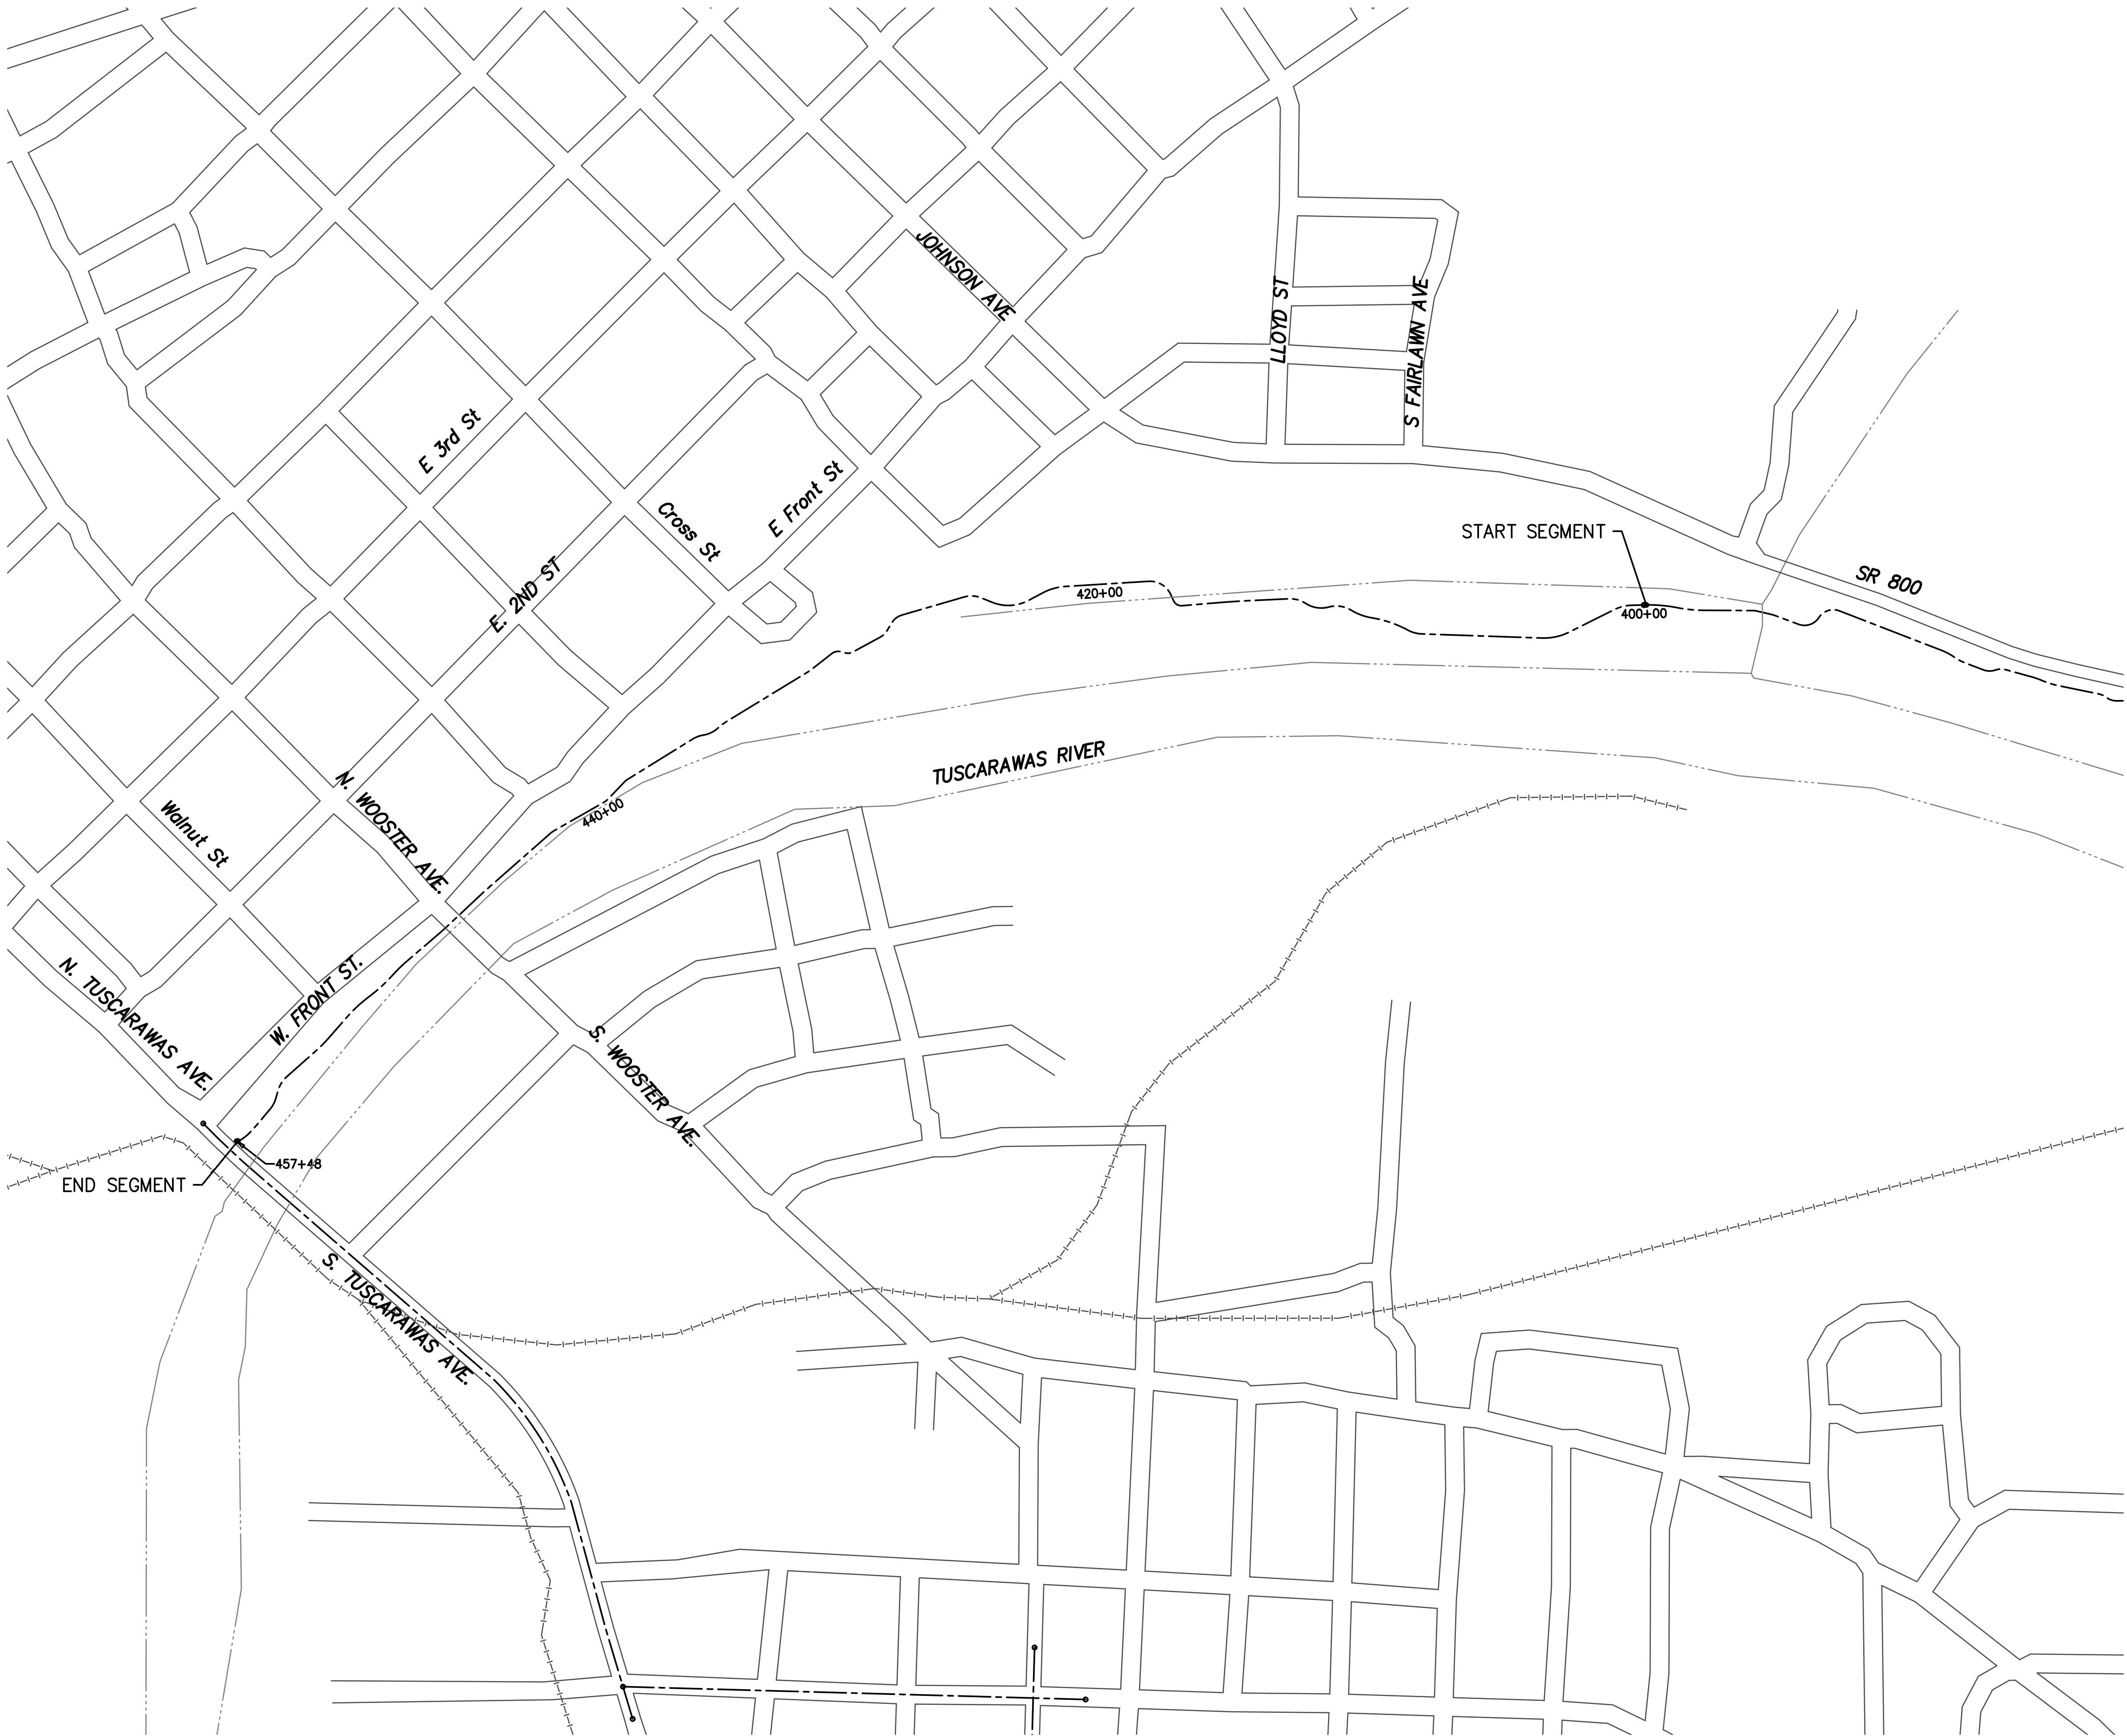 JOHNSON AVE
LLOYD ST
S FAIRLAWN AVE
E 3rd St
E Front St
Cross St
START SEGMENT
E. 2ND ST
SR 800
420+00
400+00
TUSCARAWAS RIVER
N. WOOSTER AVE.
440+00
Walnut St
N. TUSCARAWAS AVE.
W. FRONT ST.
S. WOOSTER AVE.
457+48
END SEGMENT
S. TUSCARAWAS AVE.